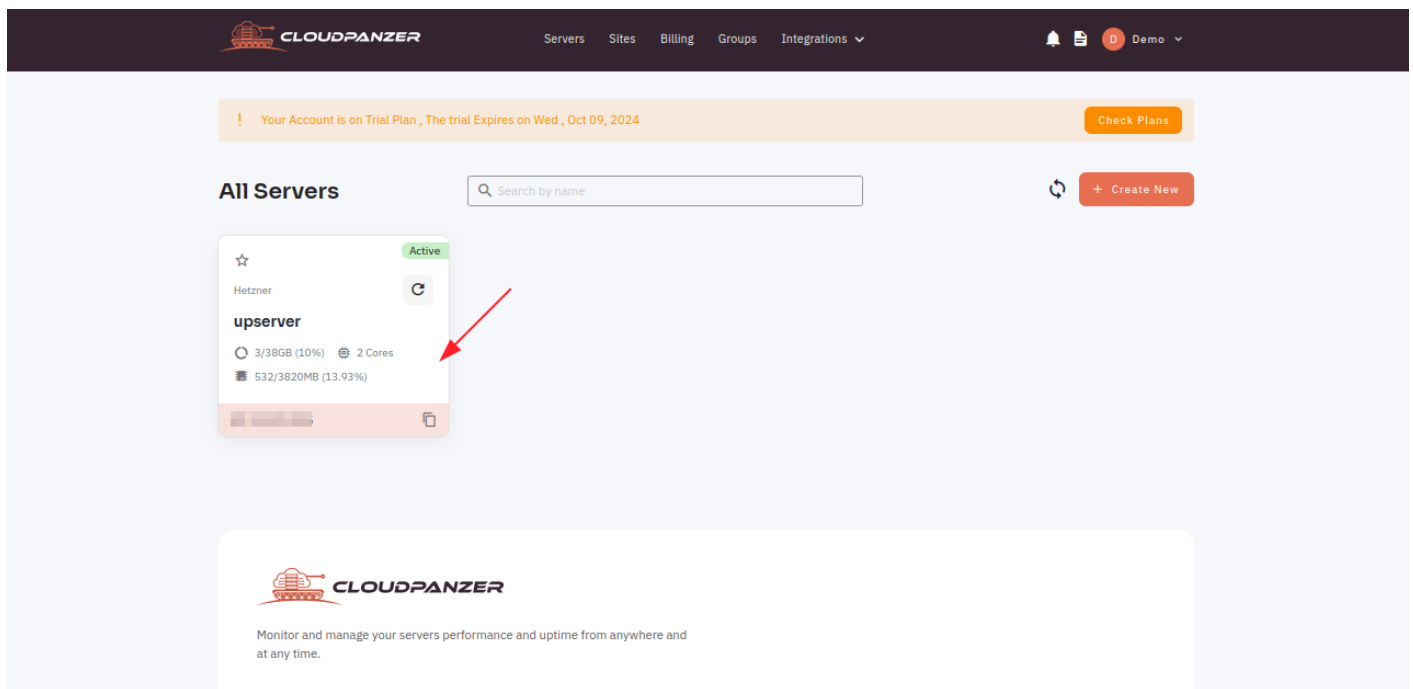 CLOUDPANZER
Servers Sites Billing Groups Integrations
D Demo
! Your Account is on Trial Plan , The trial Expires on Wed , Oct 09, 2024
Check Plans
All Servers
Search by name
+ Create New
Active
Hetzner
upserver
3/38GB (10%) 2 Cores
532/3820MB (13.93%)
CLOUDPANZER
Monitor and manage your servers performance and uptime from anywhere and
at any time.